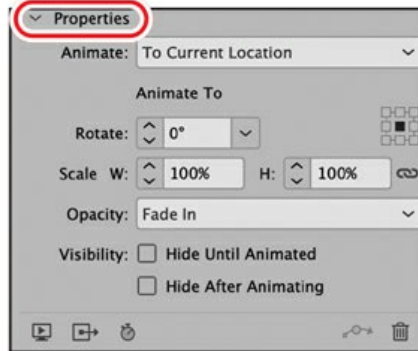 Properties
Animate: To Current Location
Animate To
Rotate: 0°
Scale W: 100% H: 100%
Opacity: Fade In
Visibility: Hide Until Animated
Hide After Animating